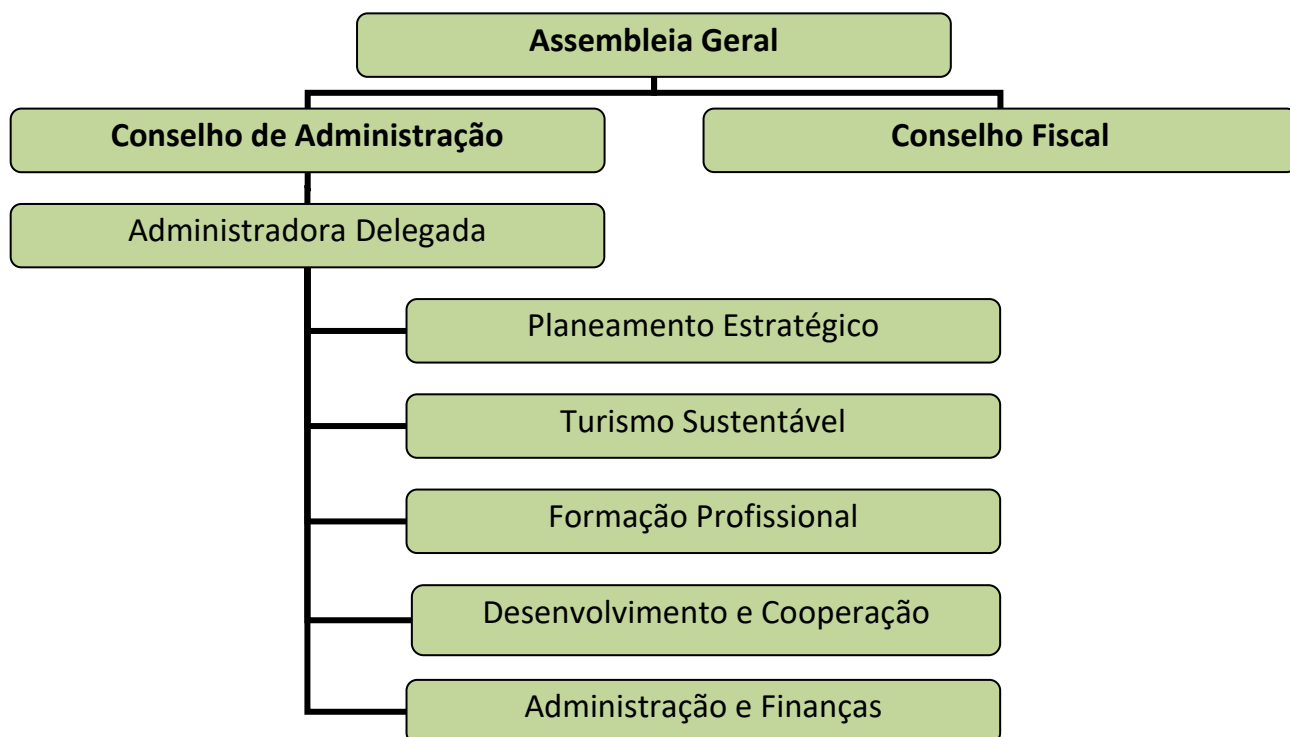 Assembleia Geral
Conselho de Administração
Conselho Fiscal
Administradora Delegada
Planeamento Estratégico
Turismo Sustentável
Formação Profissional
Desenvolvimento e Cooperação
Administração e Finanças